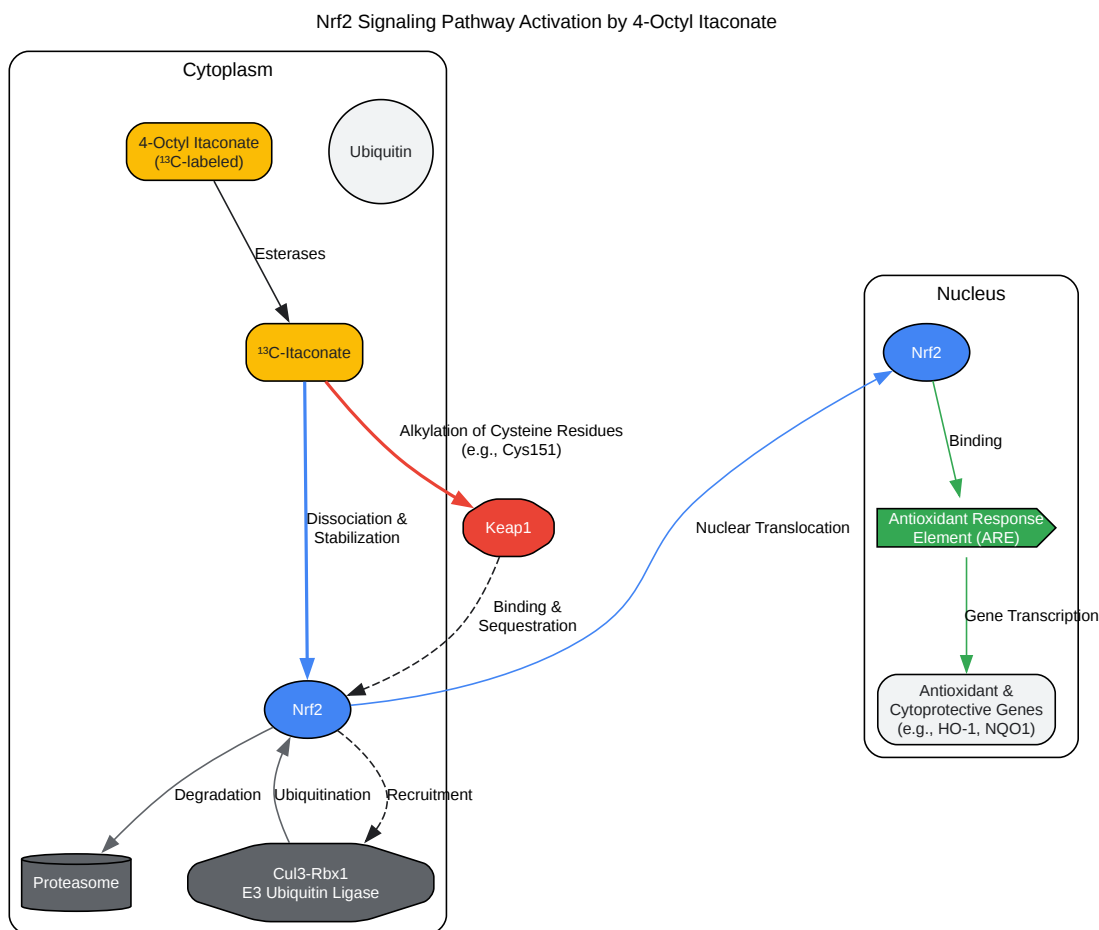 Nrf2 Signaling Pathway Activation by 4-Octyl Itaconate
Cytoplasm
4-Octyl Itaconate
(¹³C-labeled)
Ubiquitin
Esterases
¹³C-Itaconate
Alkylation of Cysteine Residues
(e.g., Cys151)
Dissociation &
Stabilization
Keap1
Binding &
Sequestration
Nrf2
Degradation
Ubiquitination
Recruitment
Proteasome
Cul3-Rbx1
E3 Ubiquitin Ligase
Nuclear Translocation
Nucleus
Nrf2
Binding
Antioxidant Response
Element (ARE)
Gene Transcription
Antioxidant &
Cytoprotective Genes
(e.g., HO-1, NQO1)